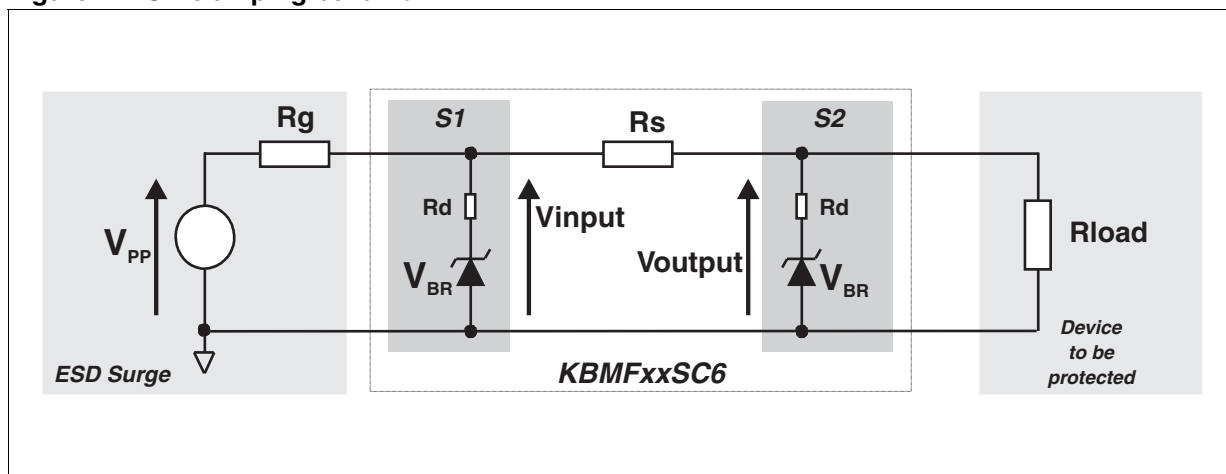 Rg
S1
Rs
S2
Rd
Vinput
Rd
Rload
VPP
VBR
Voutput
VBR
ESD Surge
KBMFxxSC6
Device
to be
protected